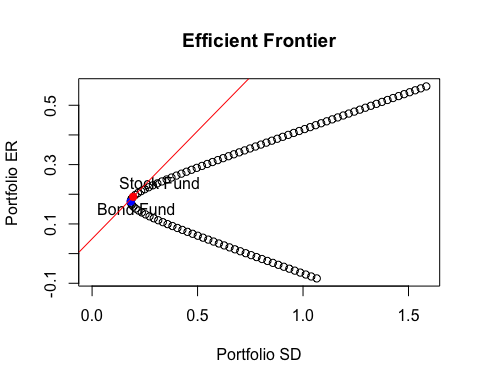 Efficient Frontier
Portfolio ER
0.5
0.3
0.1
-0.1
Stock Fund
Bond Fund
0.0 0.5 1.0 1.5
Portfolio SD